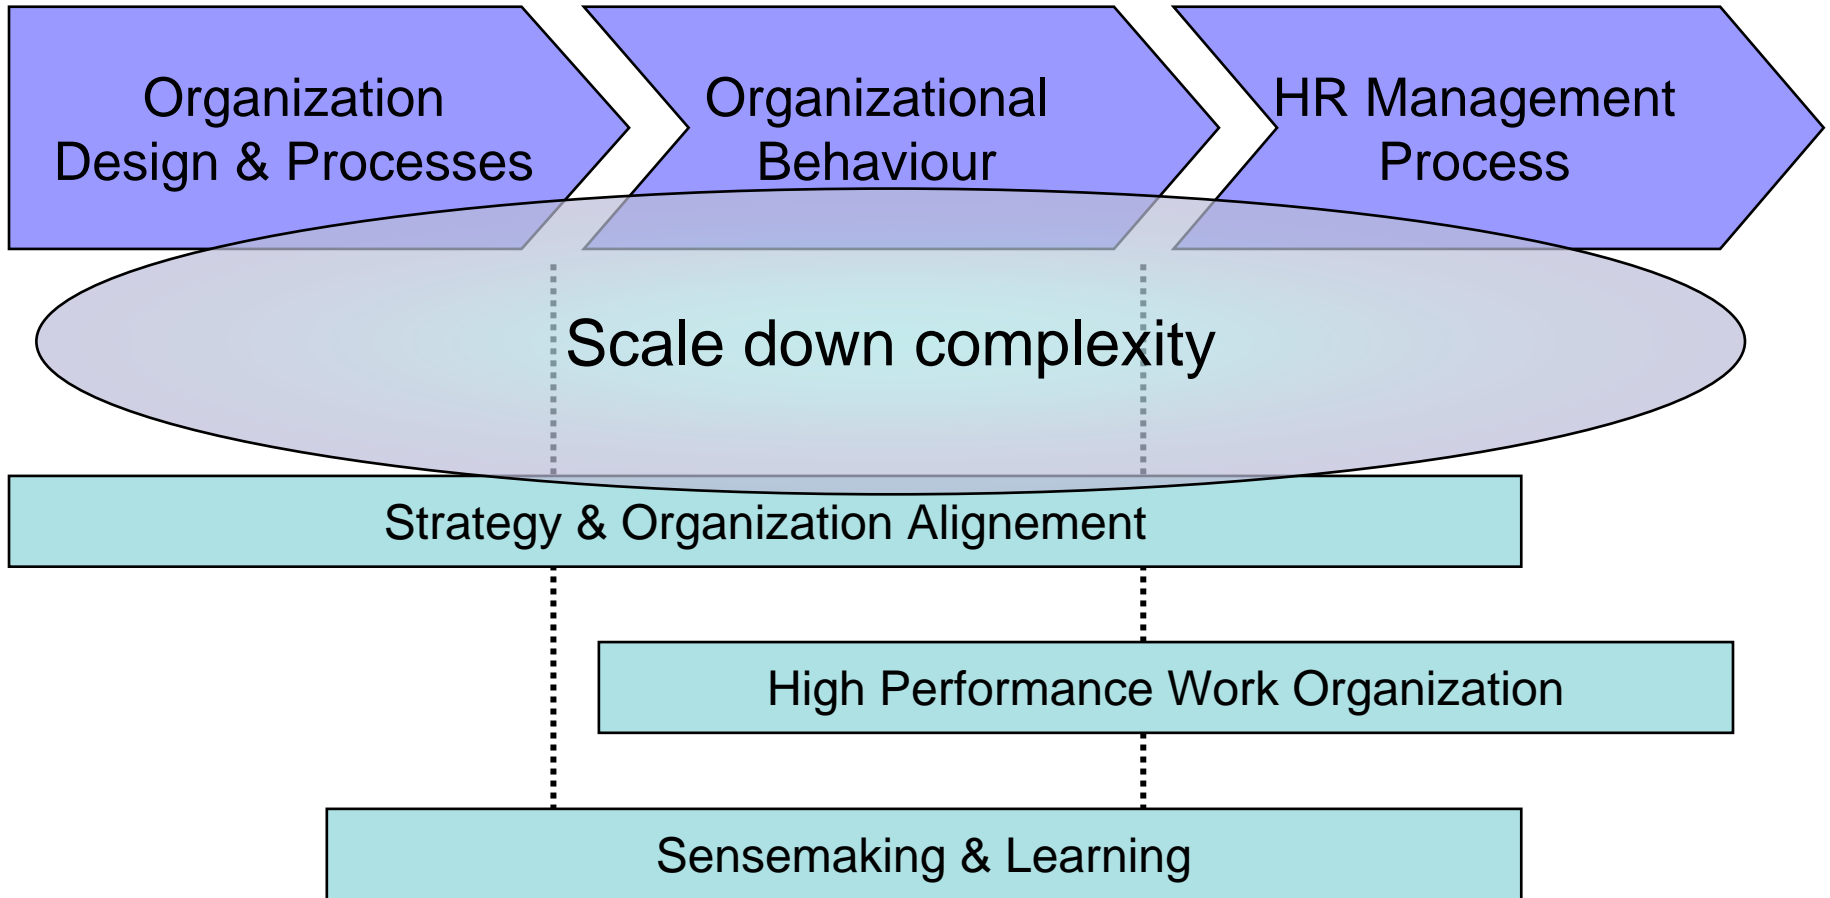 Organization
Design & Processes
Organizational
Behaviour
HR Management
Process
Scale down complexity
Strategy & Organization Alignement
High Performance Work Organization
Sensemaking & Learning